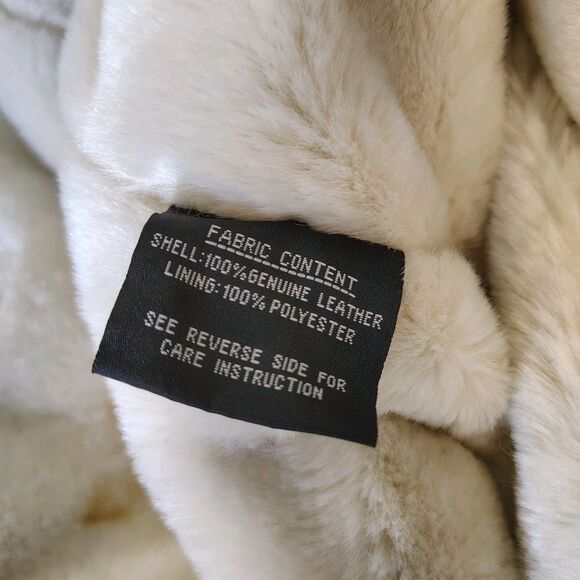 FABRIC CONTENT
SHELL:100%GENUINE LEATHER
LINING:100% POLYESTER
SEE REVERSE SIDE FOR
CARE INSTRUCTION